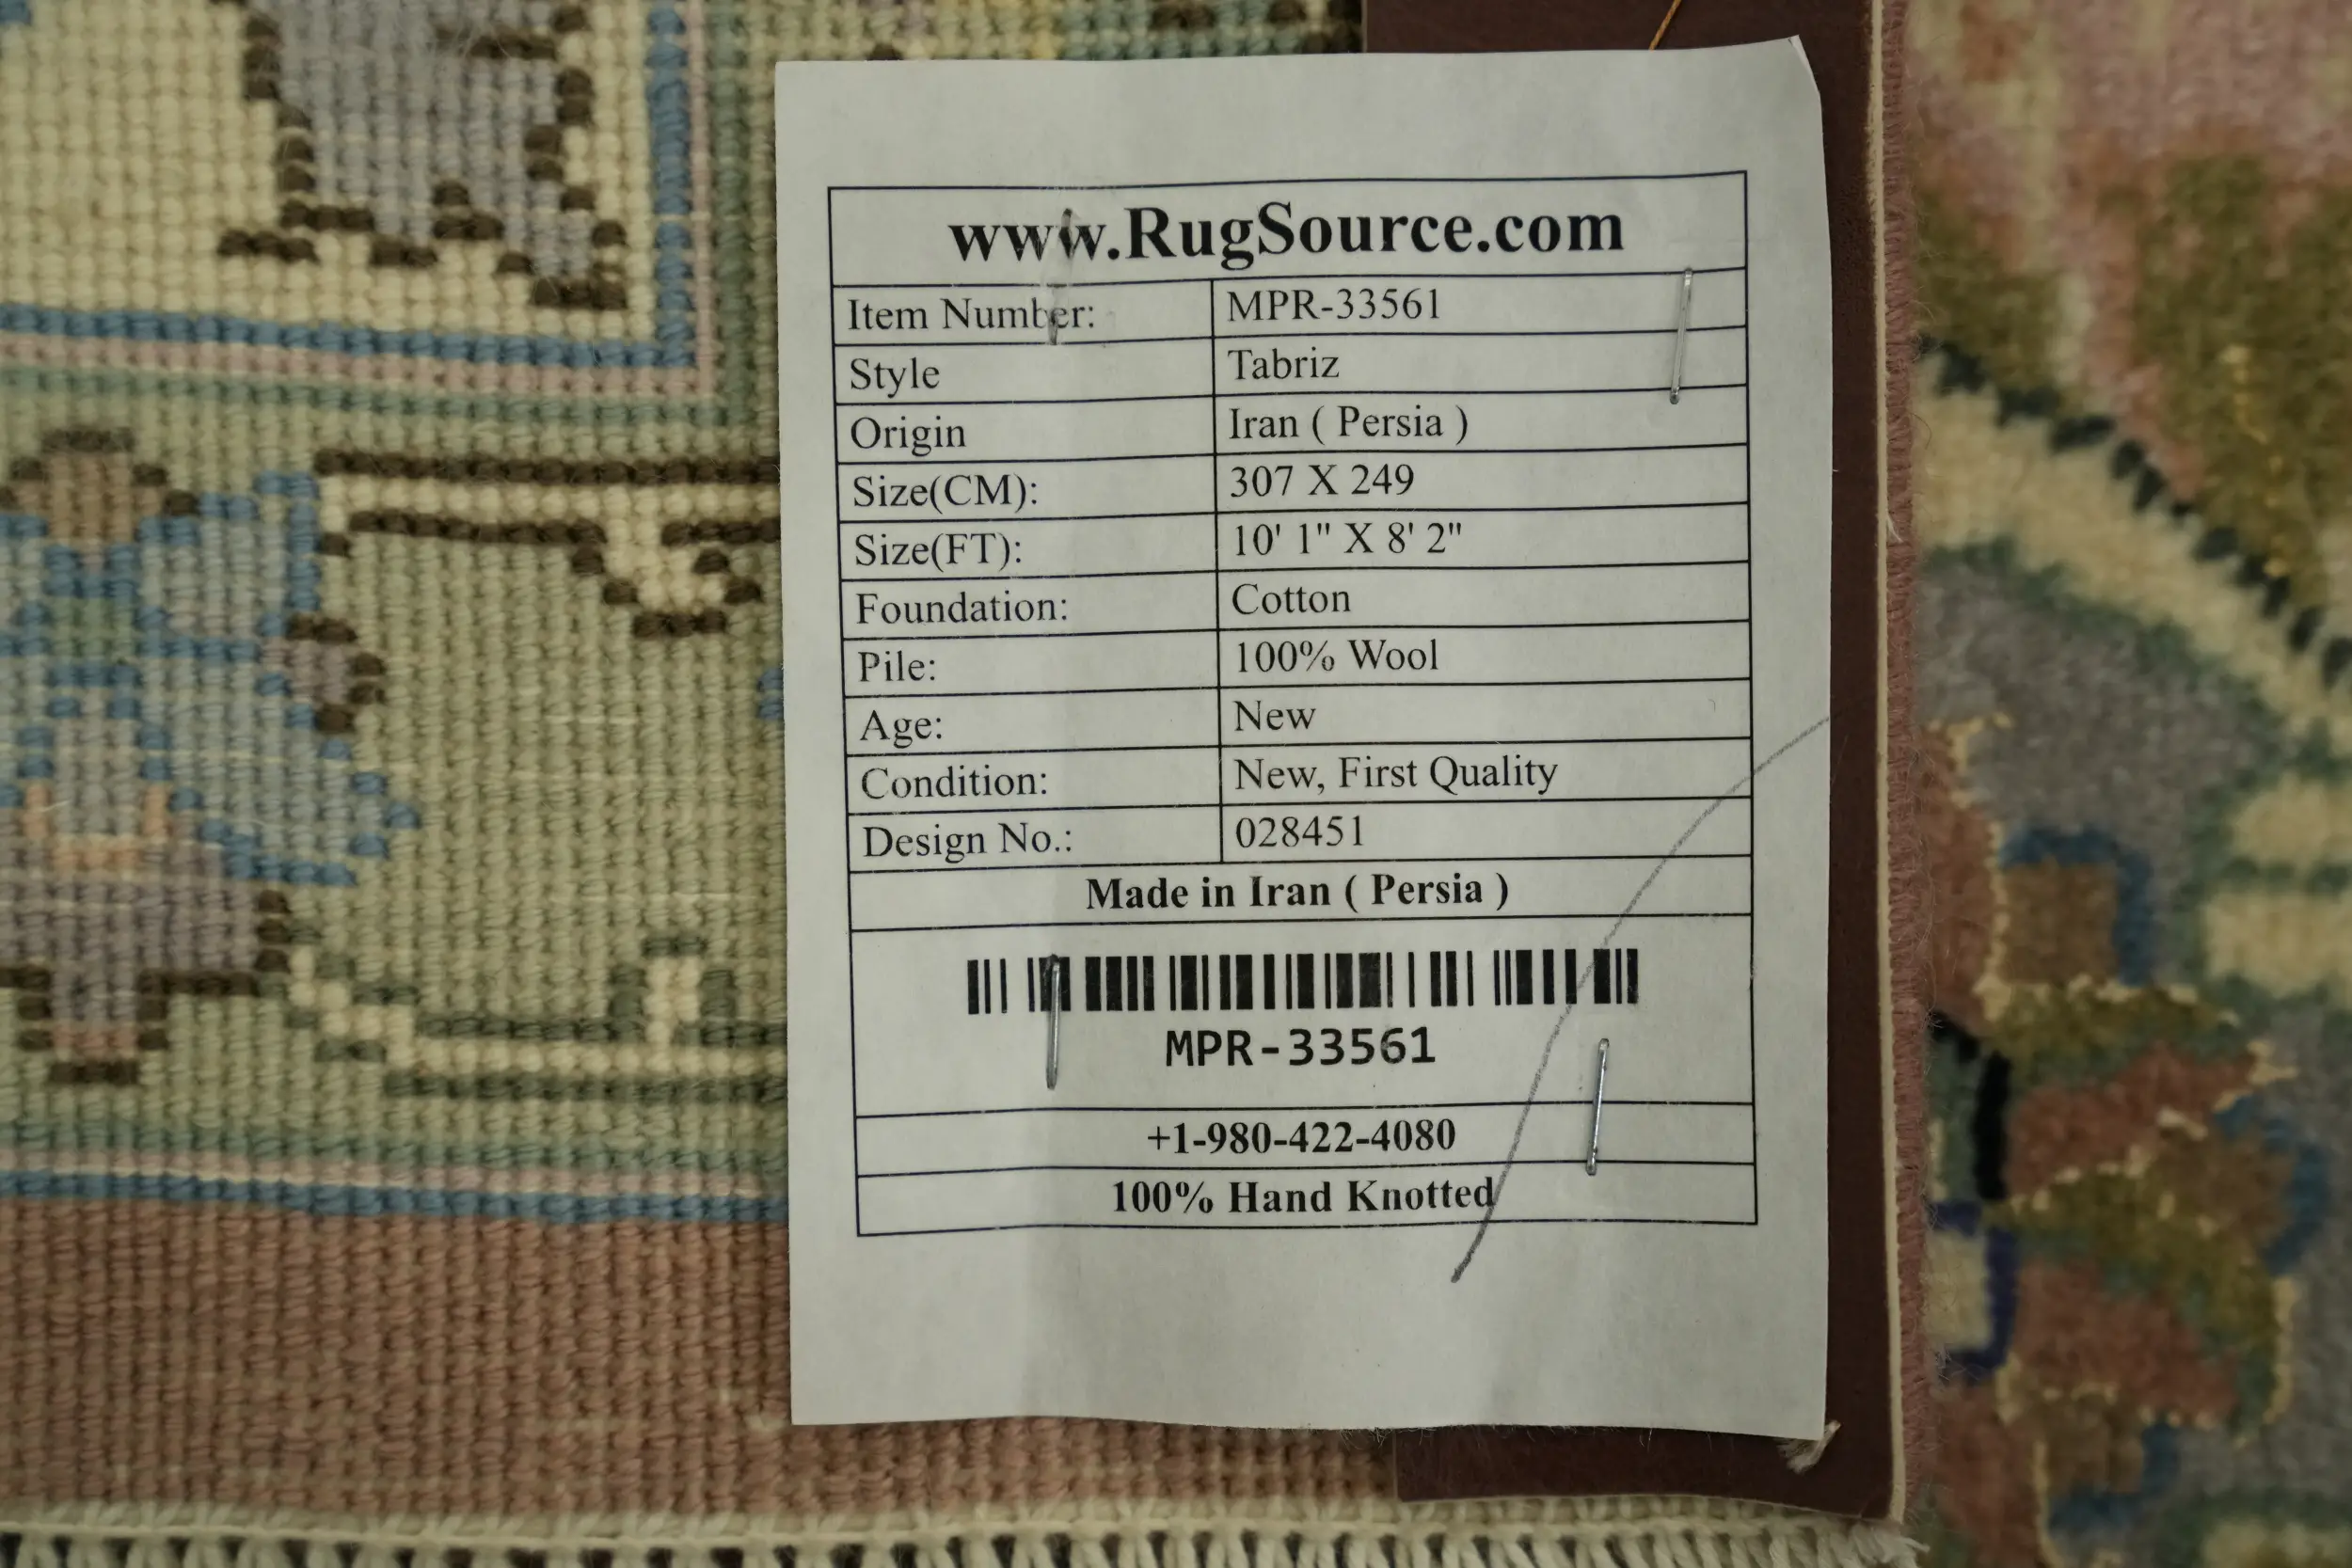 www.RugSource.com
Item Number: MPR-33561
Style Tabriz
Origin Iran ( Persia )
Size(CM): 307 X 249
Size(FT): 10' 1" X 8' 2"
Foundation: Cotton
Pile: 100% Wool
Age: New
Condition: New, First Quality
Design No.: 028451
Made in Iran ( Persia )
MPR-33561
+1-980-422-4080
100% Hand Knotted